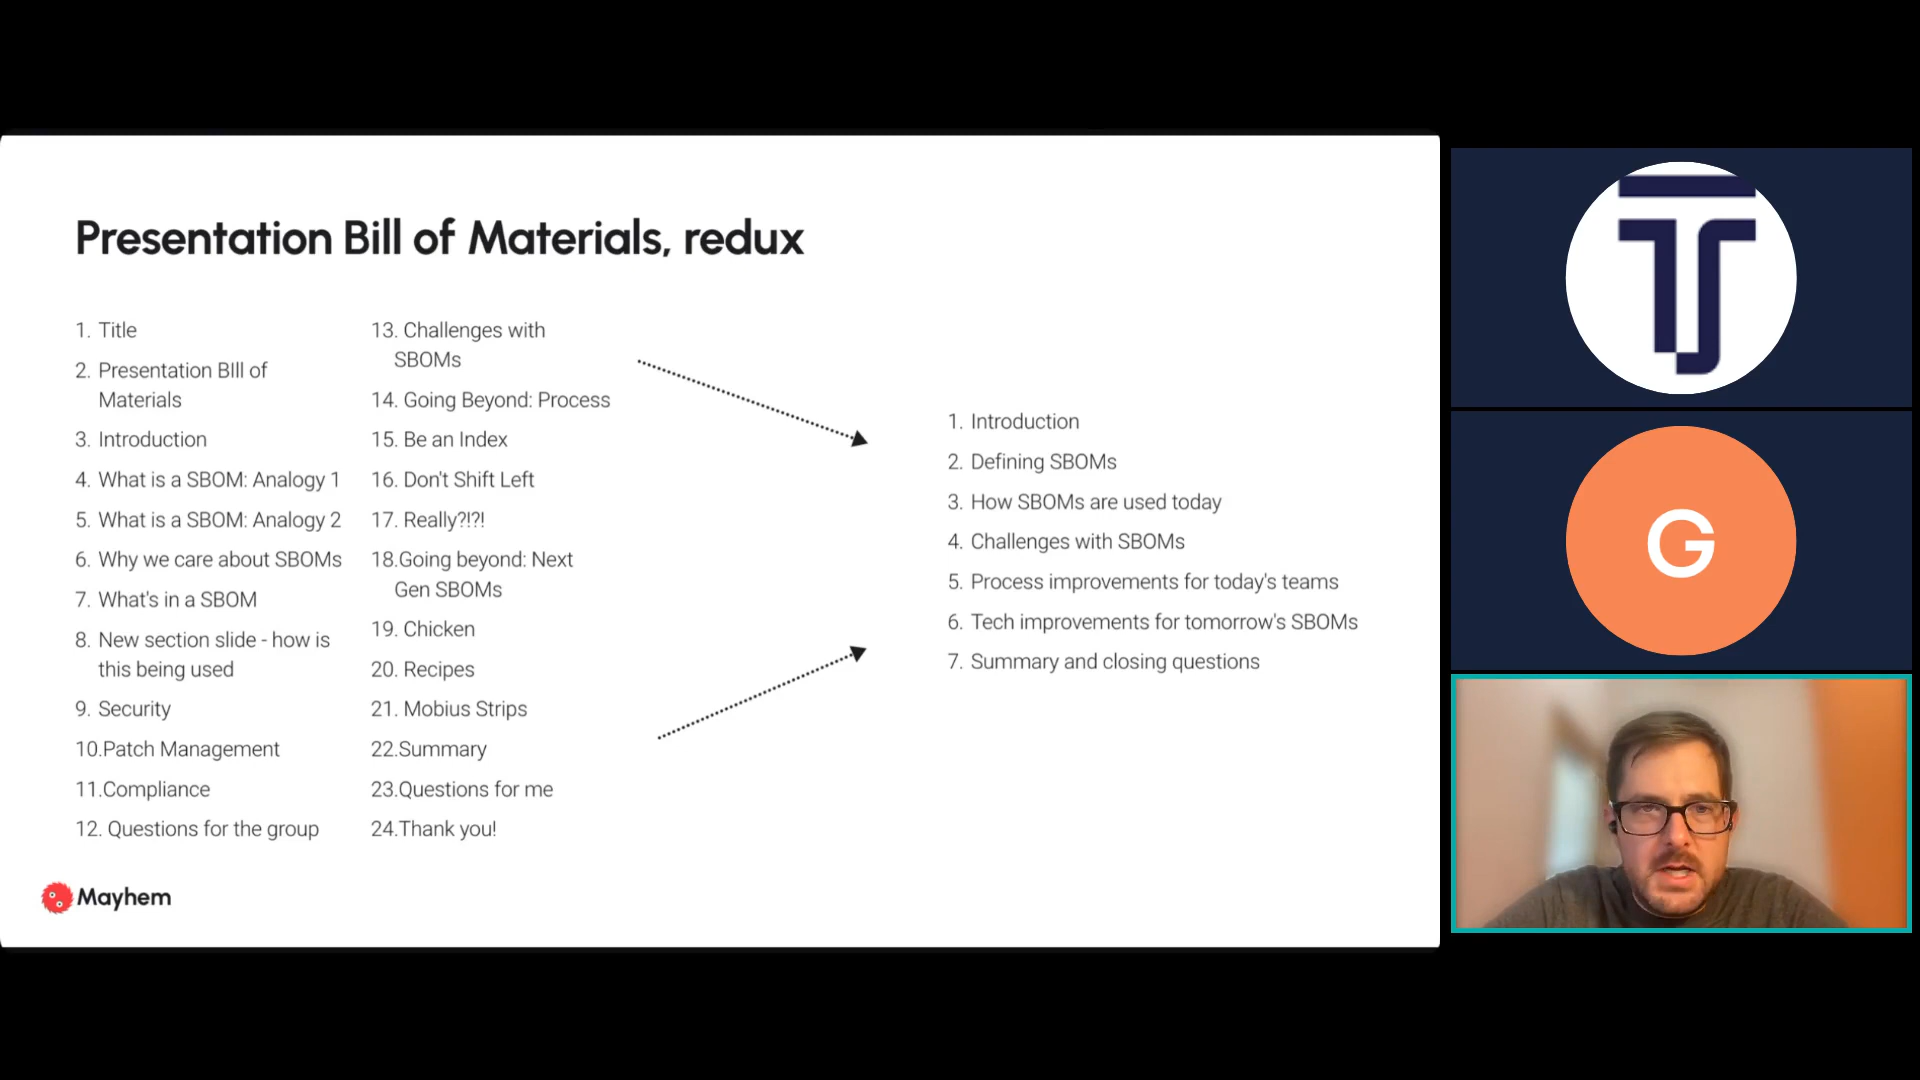 Presentation Bill of Materials, redux
1. Title
2. Presentation BIll of
Materials
3. Introduction
4. What is a SBOM: Analogy 1
5. What is a SBOM: Analogy 2
6. Why we care about SBOMs
7. What's in a SBOM
8. New section slide - how is
this being used
9. Security
10.Patch Management
11.Compliance
12. Questions for the group
13. Challenges with
SBOMs
14. Going Beyond: Process
15. Be an Index
16. Don't Shift Left
17. Really?!?!
18.Going beyond: Next
Gen SBOMs
19. Chicken
20. Recipes
21. Mobius Strips
22.Summary
23.Questions for me
24.Thank you!
1. Introduction
2. Defining SBOMs
3. How SBOMs are used today
4. Challenges with SBOMs
5. Process improvements for today's teams
6. Tech improvements for tomorrow's SBOMs
7. Summary and closing questions
Mayhem
G